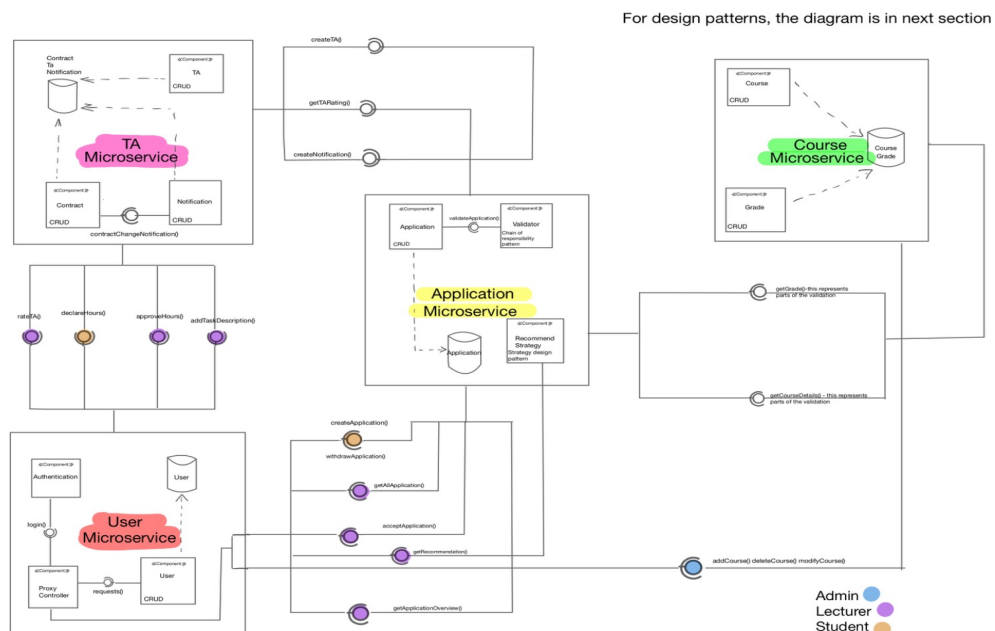 For design patterns, the diagram is in next section
Contract
Ta
Notification
<<Component>>
TA
CRUD
TA
Microservice
<<Component>>
Contract
CRUD
<<Component>>
Notification
CRUD
contractChangeNotification()
createTA()
getTARating()
createNotification()
<<Component>>
Course
CRUD
Course
Microservice
Course
Grade
<<Component>>
Grade
CRUD
<<Component>>
Application
CRUD
validateApplication()
<<Component>>
Validator
Chain of
responsibility
pattern
Application
Microservice
Application
<<Component>>
Recommend
Strategy
Strategy design
pattern
getGrade()-this represents
parts of the validation
getCourseDetails() - this represents
parts of the validation
rateTA()
declareHours()
approveHours()
addTaskDescription()
<<Component>>
Authentication
User
login()
User
Microservice
<<Component>>
Proxy
Controller
requests()
<<Component>>
User
CRUD
createApplication()
withdrawApplication()
getAllApplication()
acceptApplication()
getRecommendation()
getApplicationOverview()
addCourse() deleteCourse() modifyCourse()
Admin
Lecturer
Student